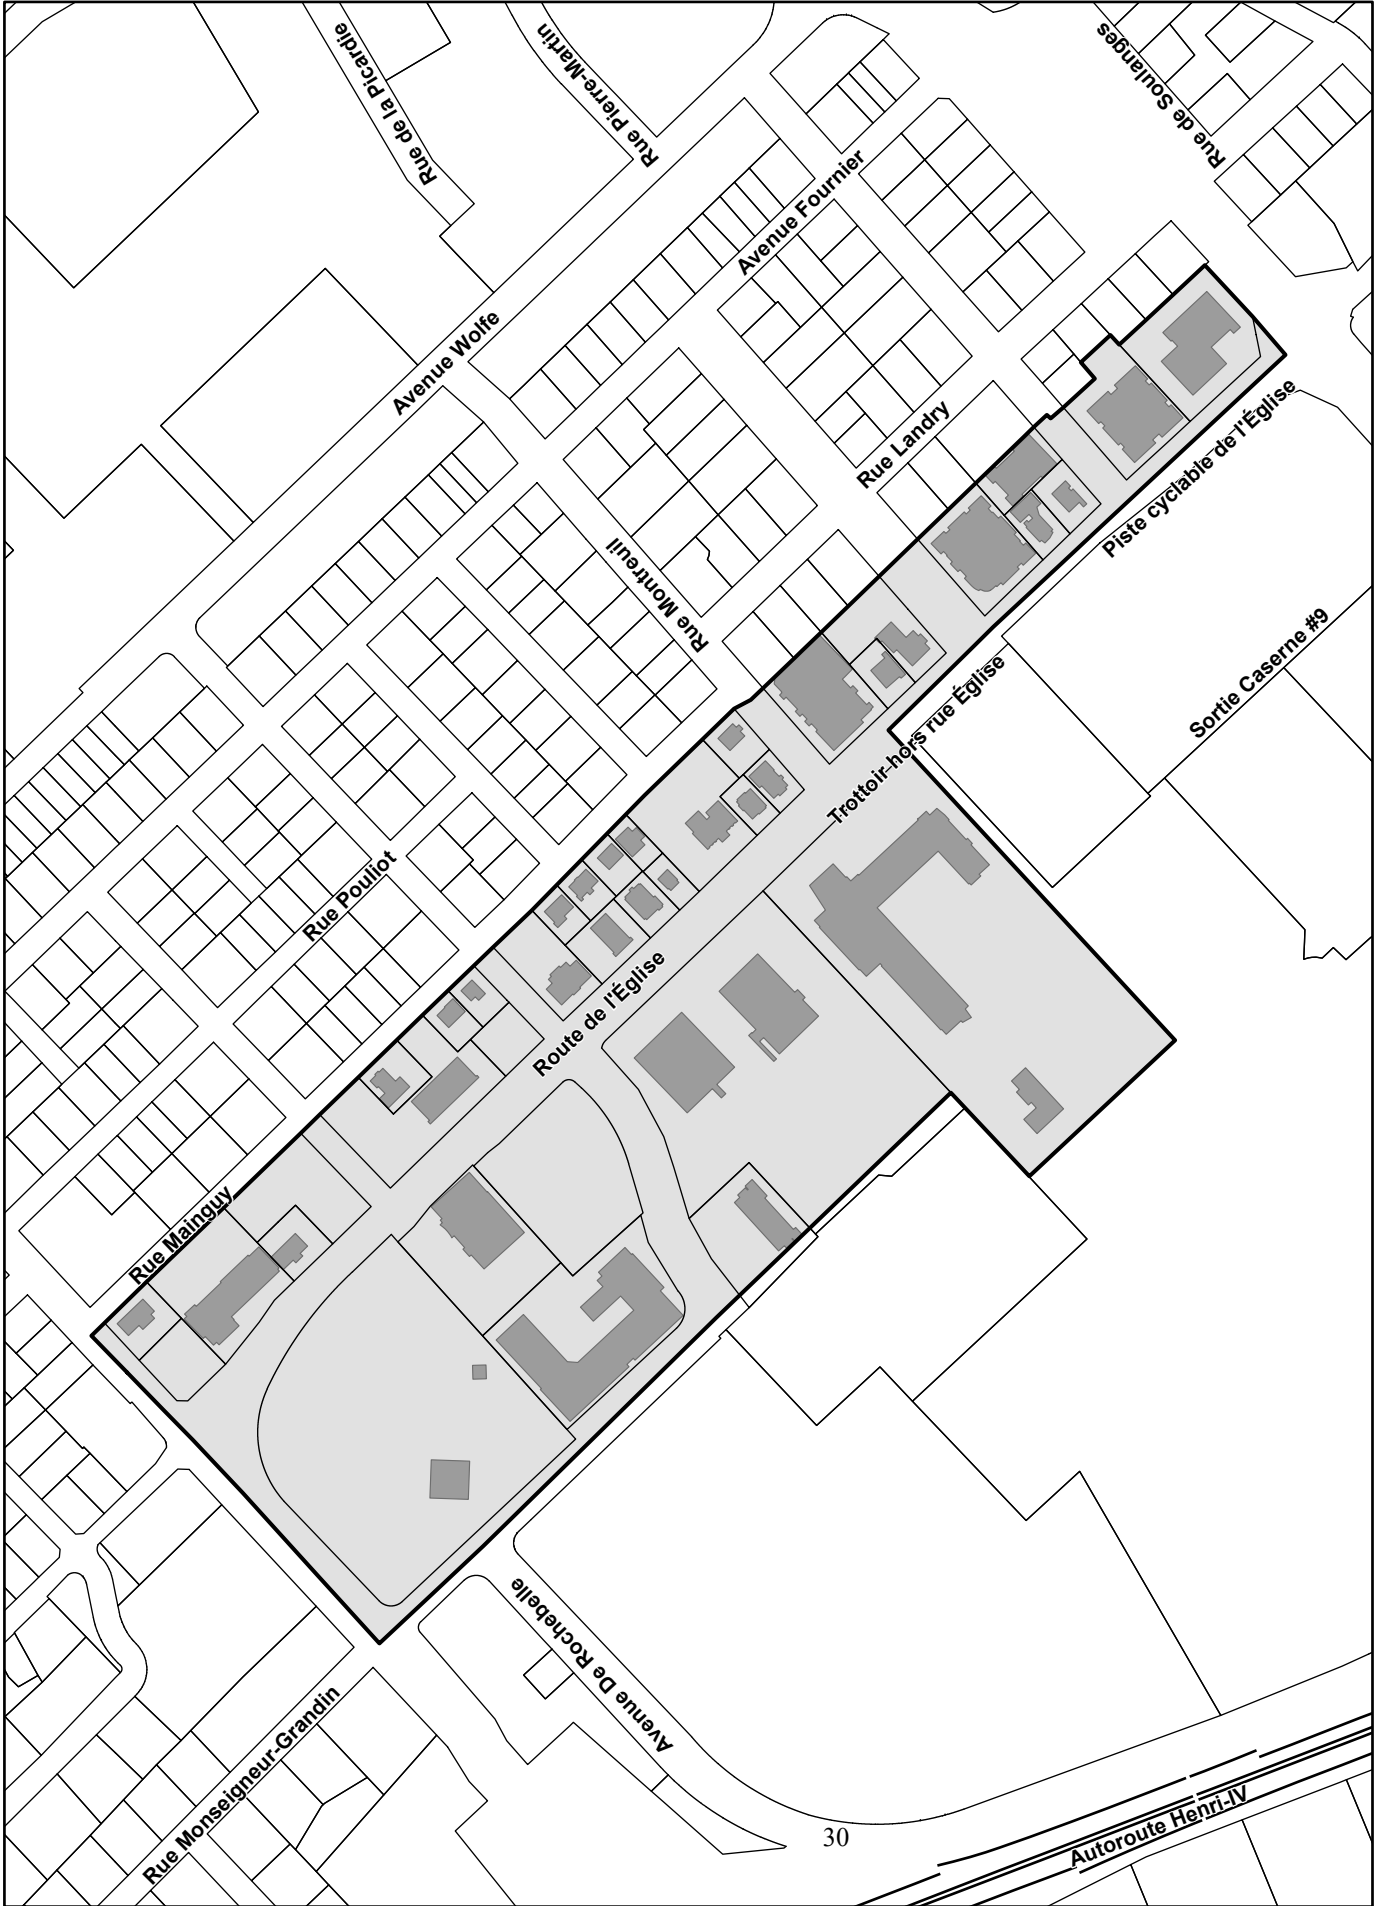 Rue de la Picardie
Rue Pierre-Martin
Rue de Soulanges
Avenue Fournier
Avenue Wolfe
Rue Landry
Piste cyclable de l'Église
Rue Montreuil
Sortie Caserne #9
Trottoir hors rue Église
Rue Pouliot
Route de l'Église
Rue Mainguy
Avenue De Rochebelle
Rue Monseigneur-Grandin
Autoroute Henri-IV
30